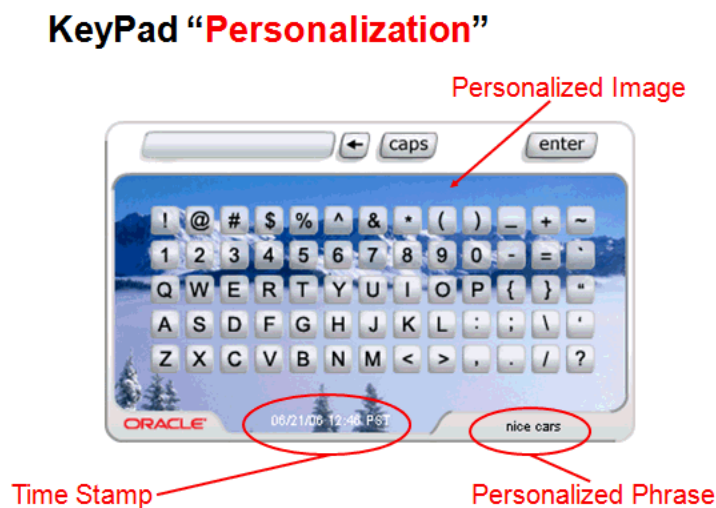 KeyPad “Personalization”
Personalized Image
← caps enter
! @ # $ % ^ & * ( ) _ + ~
1 2 3 4 5 6 7 8 9 0 - = `
Q W E R T Y U I O P { } “
A S D F G H J K L : ; \ ‘
Z X C V B N M < > , . / ?
ORACLE 06/21/06 12:46 PST nice cars
Time Stamp Personalized Phrase